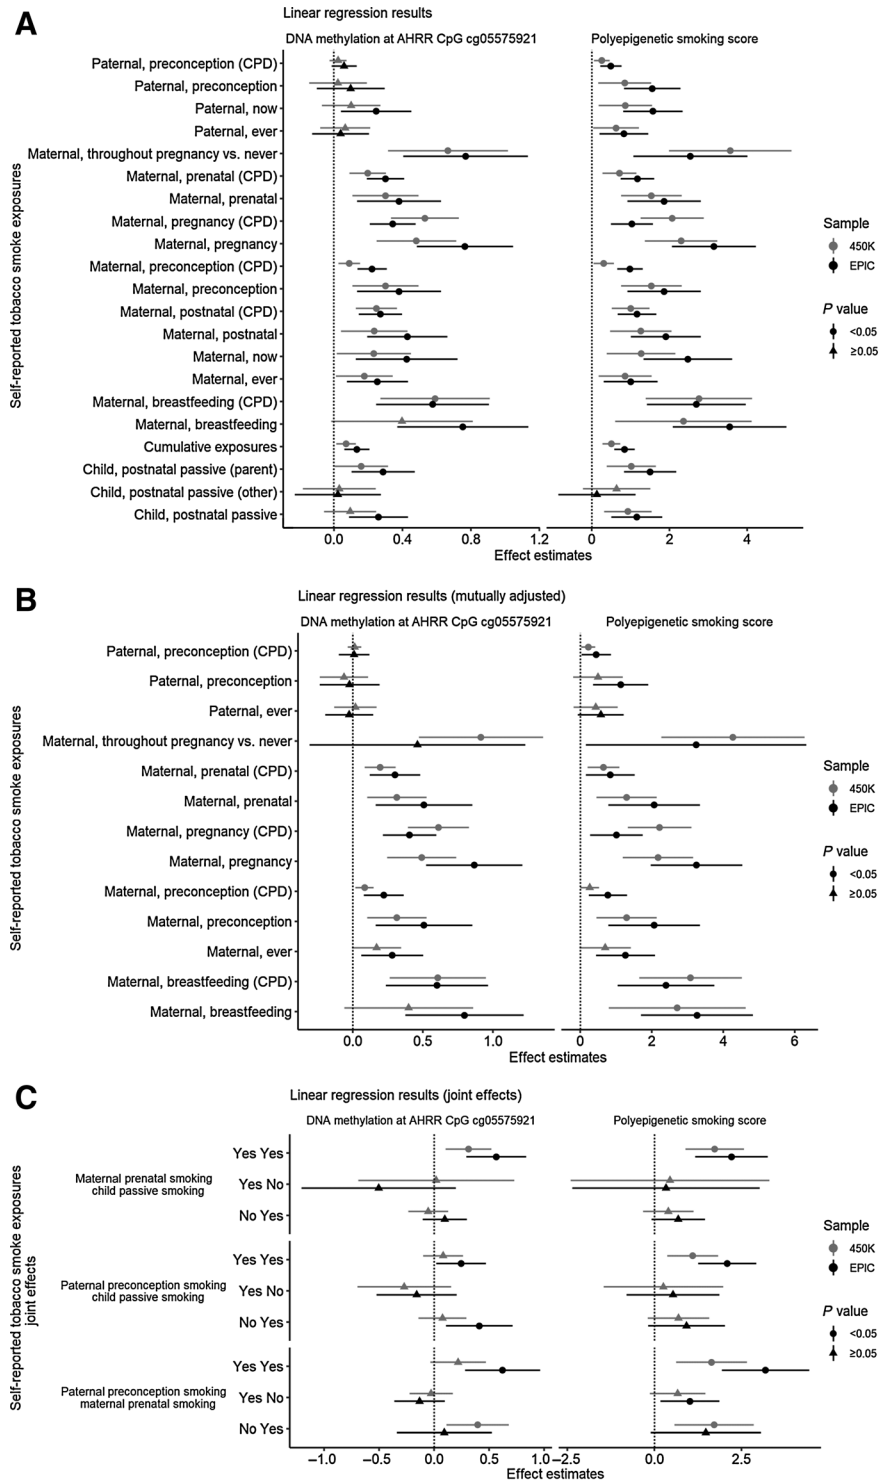 A
Linear regression results
DNA methylation at AHRR CpG cg05575921
Polyepigenetic smoking score
Self-reported tobacco smoke exposures
Paternal, preconception (CPD)
Paternal, preconception
Paternal, now
Paternal, ever
Maternal, throughout pregnancy vs. never
Maternal, prenatal (CPD)
Maternal, prenatal
Maternal, pregnancy (CPD)
Maternal, pregnancy
Maternal, preconception (CPD)
Maternal, preconception
Maternal, postnatal (CPD)
Maternal, postnatal
Maternal, now
Maternal, ever
Maternal, breastfeeding (CPD)
Maternal, breastfeeding
Cumulative exposures
Child, postnatal passive (parent)
Child, postnatal passive (other)
Child, postnatal passive
0.0 0.4 0.8 1.2 0 2 4
Effect estimates
Sample
450K
EPIC
P value
<0.05
≥0.05
B
Linear regression results (mutually adjusted)
DNA methylation at AHRR CpG cg05575921
Polyepigenetic smoking score
Self-reported tobacco smoke exposures
Paternal, preconception (CPD)
Paternal, preconception
Paternal, ever
Maternal, throughout pregnancy vs. never
Maternal, prenatal (CPD)
Maternal, prenatal
Maternal, pregnancy (CPD)
Maternal, pregnancy
Maternal, preconception (CPD)
Maternal, preconception
Maternal, ever
Maternal, breastfeeding (CPD)
Maternal, breastfeeding
0.0 0.5 1.0 0 2 4 6
Effect estimates
Sample
450K
EPIC
P value
<0.05
≥0.05
C
Linear regression results (joint effects)
DNA methylation at AHRR CpG cg05575921
Polyepigenetic smoking score
Self-reported tobacco smoke exposures
joint effects
Maternal prenatal smoking
child passive smoking
Yes Yes
Yes No
No Yes
Paternal preconception smoking
child passive smoking
Yes Yes
Yes No
No Yes
Paternal preconception smoking
maternal prenatal smoking
Yes Yes
Yes No
No Yes
−1.0 −0.5 0.0 0.5 1.0 −2.5 0.0 2.5
Effect estimates
Sample
450K
EPIC
P value
<0.05
≥0.05